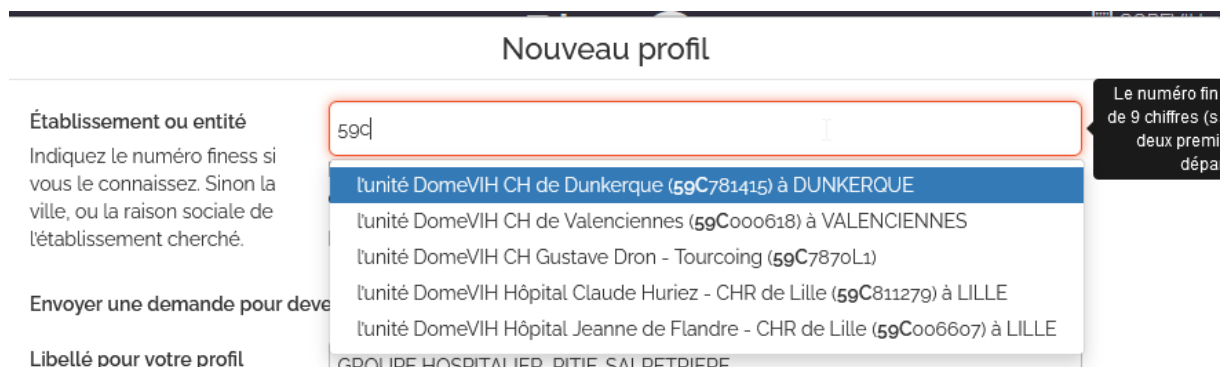 Nouveau profil
Établissement ou entité
Indiquez le numéro finess si
vous le connaissez. Sinon la
ville, ou la raison sociale de
l'établissement cherché.
59c
Le numéro fin
de 9 chiffres (s
deux premi
dépa
l'unité DomeVIH CH de Dunkerque (59C781415) à DUNKERQUE
l'unité DomeVIH CH de Valenciennes (59C000618) à VALENCIENNES
l'unité DomeVIH CH Gustave Dron - Tourcoing (59C7870L1)
l'unité DomeVIH Hôpital Claude Huriez - CHR de Lille (59C811279) à LILLE
l'unité DomeVIH Hôpital Jeanne de Flandre - CHR de Lille (59C006607) à LILLE
Envoyer une demande pour deve
Libellé pour votre profil
GROUPE HOSPITALIER PITIE-SALPETRIERE